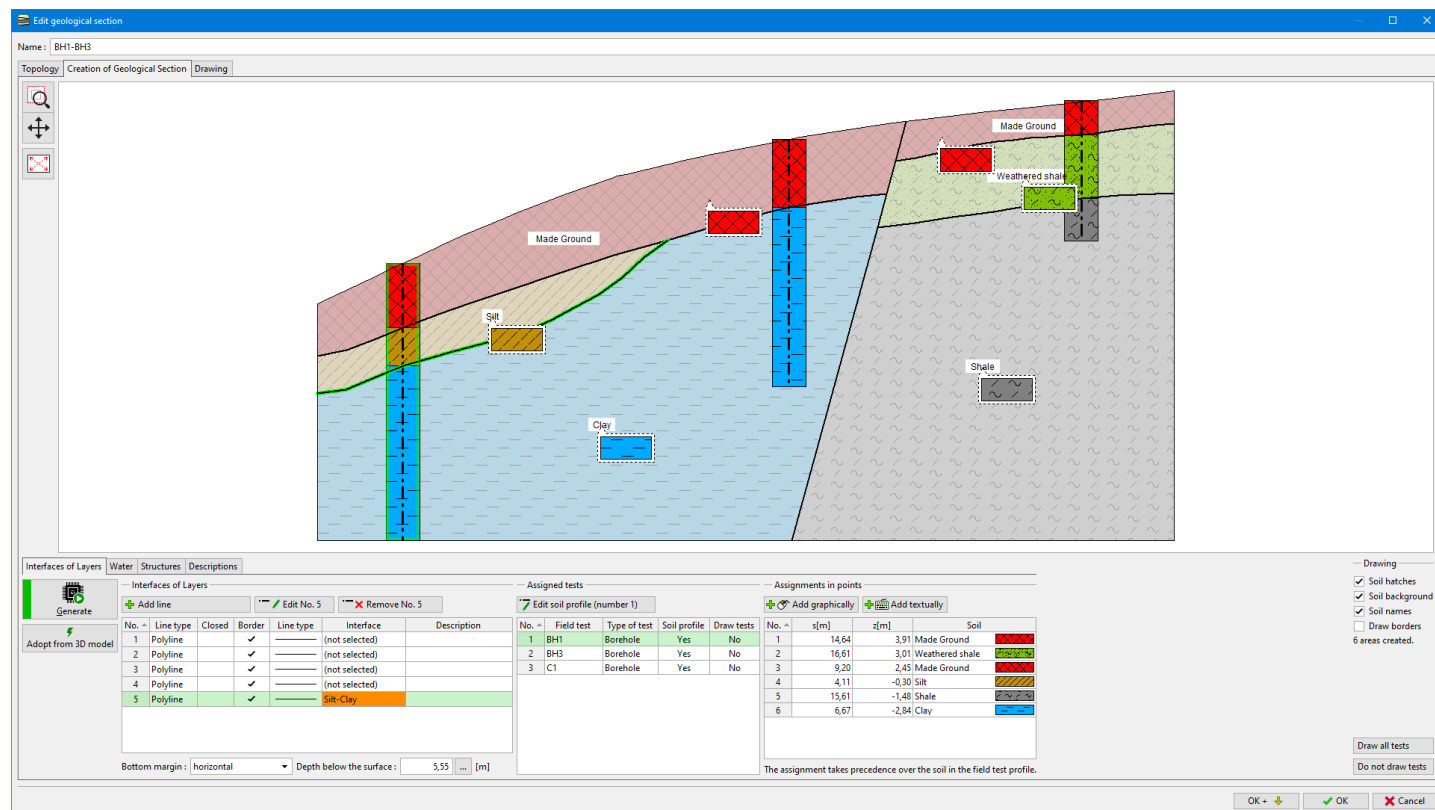 Edit geological section
Name : BH1-BH3
Topology Creation of Geological Section Drawing
Made Ground
Weathered shale
Made Ground
Silt
Shale
Clay
Interfaces of Layers Water Structures Descriptions
Generate
Adopt from 3D model
Interfaces of Layers
Add line Edit No. 5 Remove No. 5
No. Line type Closed Border Line type Interface Description
1 Polyline (not selected)
2 Polyline (not selected)
3 Polyline (not selected)
4 Polyline (not selected)
5 Polyline Silt-Clay
Bottom margin : horizontal Depth below the surface : 5,55 ... [m]
Assigned tests
Edit soil profile (number 1)
No. Field test Type of test Soil profile Draw tests
1 BH1 Borehole Yes No
2 BH3 Borehole Yes No
3 C1 Borehole Yes No
Assignments in points
Add graphically Add textually
No. s[m] z[m] Soil
1 14,64 3,91 Made Ground
2 16,61 3,01 Weathered shale
3 9,20 2,45 Made Ground
4 4,11 -0,30 Silt
5 15,61 -1,48 Shale
6 6,67 -2,84 Clay
The assignment takes precedence over the soil in the field test profile.
Drawing
Soil hatches
Soil background
Soil names
Draw borders
6 areas created.
Draw all tests
Do not draw tests
OK + OK Cancel